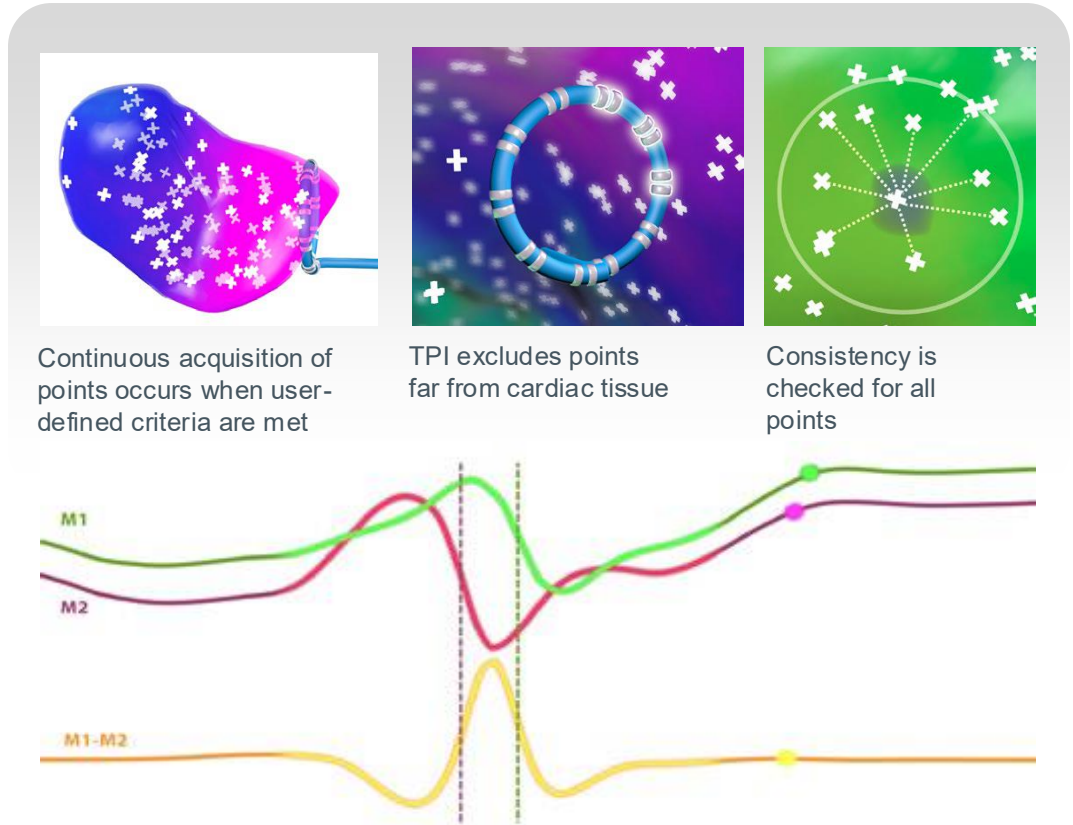 Continuous acquisition of
points occurs when user-
defined criteria are met
TPI excludes points
far from cardiac tissue
Consistency is
checked for all
points
M1
M2
M1-M2